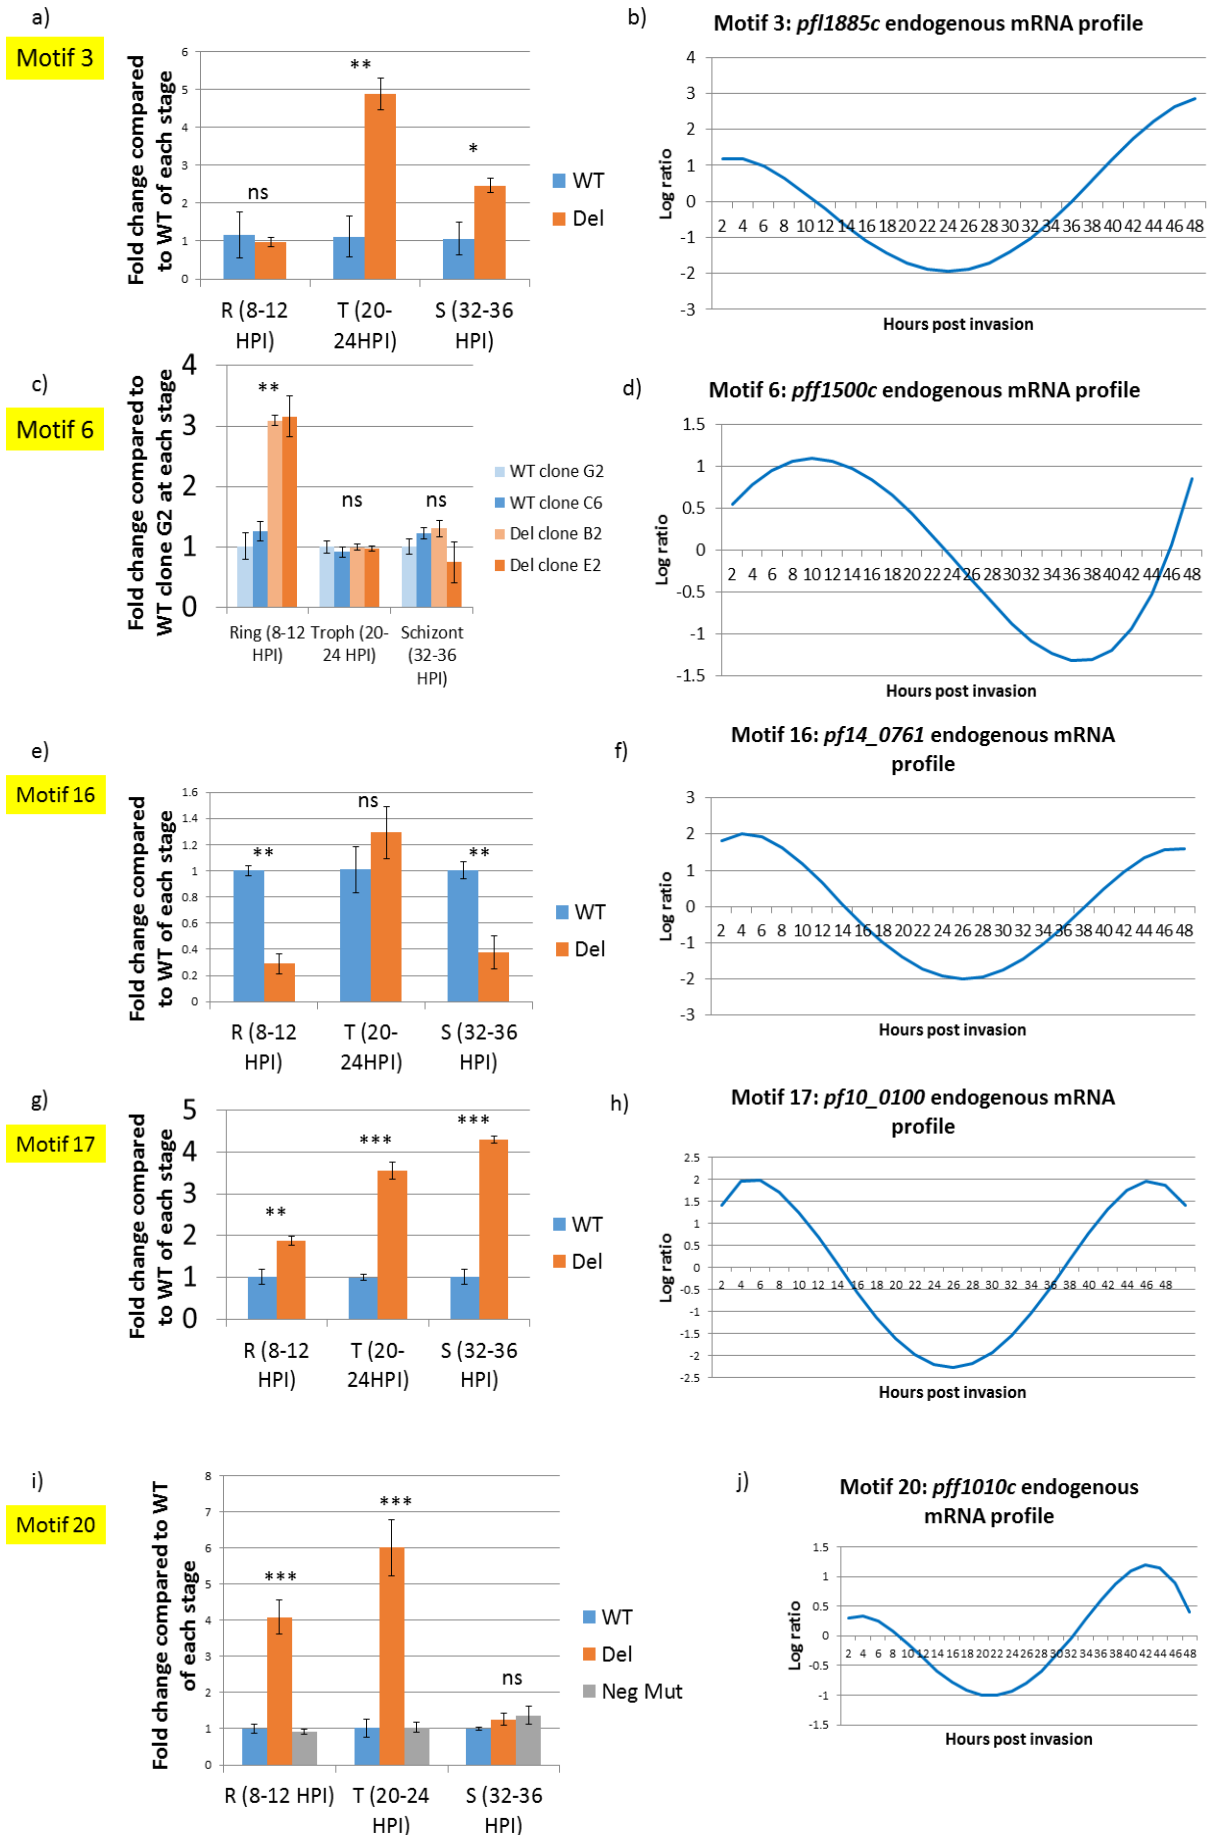 a)
Motif 3
Fold change compared
to WT of each stage
6
5
4
3
2
1
0
ns
**
*
R (8-12
HPI)
T (20-
24HPI)
S (32-36
HPI)
WT
Del
b)
Motif 3: pfl1885c endogenous mRNA profile
Log ratio
4
3
2
1
0
-1
-2
-3
2 4 6 8 10 12 14 16 18 20 22 24 26 28 30 32 34 36 38 40 42 44 46 48
Hours post invasion
c)
Motif 6
Fold change compared to
WT clone G2 at each stage
4
3
2
1
0
**
ns
ns
Ring (8-12
HPI)
Troph (20-
24 HPI)
Schizont
(32-36
HPI)
WT clone G2
WT clone C6
Del clone B2
Del clone E2
d)
Motif 6: pff1500c endogenous mRNA profile
Log ratio
1.5
1
0.5
0
-0.5
-1
-1.5
2 4 6 8 10 12 14 16 18 20 22 24 26 28 30 32 34 36 38 40 42 44 46 48
Hours post invasion
e)
Motif 16
Fold change compared
to WT of each stage
1.6
1.4
1.2
1
0.8
0.6
0.4
0.2
0
**
ns
**
R (8-12
HPI)
T (20-
24HPI)
S (32-36
HPI)
WT
Del
f)
Motif 16: pf14_0761 endogenous mRNA
profile
Log ratio
3
2
1
0
-1
-2
-3
2 4 6 8 10 12 14 16 18 20 22 24 26 28 30 32 34 36 38 40 42 44 46 48
Hours post invasion
g)
Motif 17
Fold change compared
to WT of each stage
5
4
3
2
1
0
**
***
***
R (8-12
HPI)
T (20-
24HPI)
S (32-36
HPI)
WT
Del
h)
Motif 17: pf10_0100 endogenous mRNA
profile
Log ratio
2.5
2
1.5
1
0.5
0
-0.5
-1
-1.5
-2
-2.5
2 4 6 8 10 12 14 16 18 20 22 24 26 28 30 32 34 36 38 40 42 44 46 48
Hours post invasion
i)
Motif 20
Fold change compared to WT
of each stage
8
7
6
5
4
3
2
1
0
***
***
ns
R (8-12 HPI)
T (20-24
HPI)
S (32-36
HPI)
WT
Del
Neg Mut
j)
Motif 20: pff1010c endogenous
mRNA profile
Log ratio
1.5
1
0.5
0
-0.5
-1
-1.5
2 4 6 8 10 12 14 16 18 20 22 24 26 28 30 32 34 36 38 40 42 44 46 48
Hours post invasion